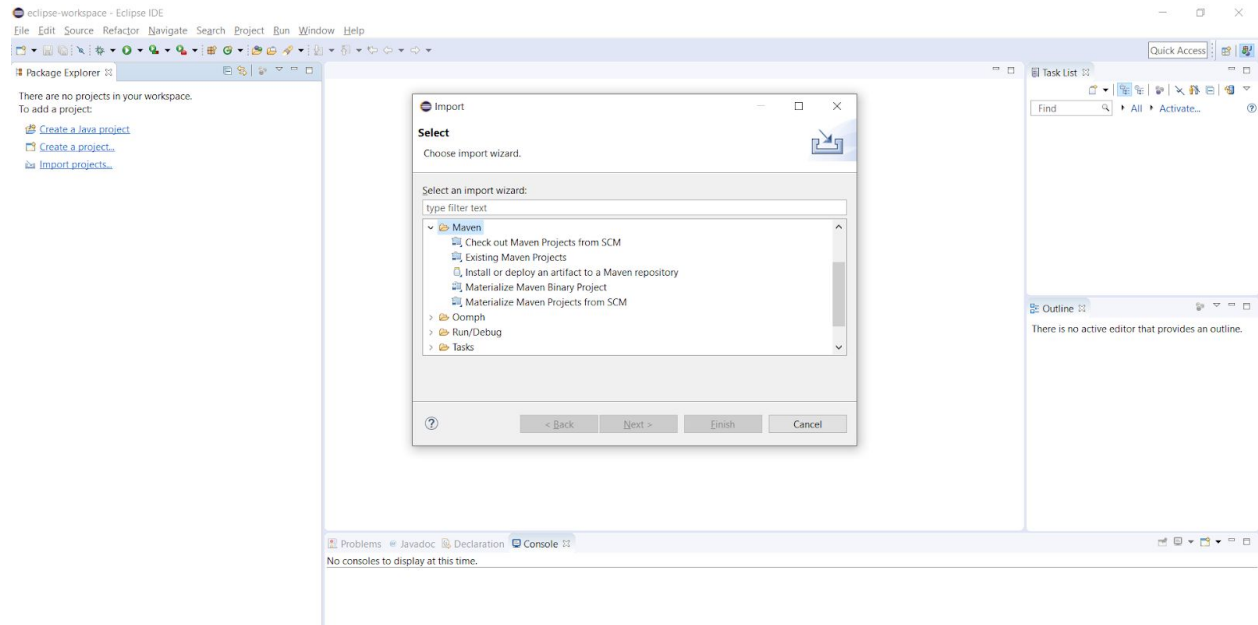 eclipse-workspace - Eclipse IDE
File Edit Source Refactor Navigate Search Project Run Window Help
Quick Access
Package Explorer
There are no projects in your workspace.
To add a project:
Create a Java project
Create a project...
Import projects...
Import
Select
Choose import wizard.
Select an import wizard:
type filter text
Maven
Check out Maven Projects from SCM
Existing Maven Projects
Install or deploy an artifact to a Maven repository
Materialize Maven Binary Project
Materialize Maven Projects from SCM
Oomph
Run/Debug
Tasks
< Back Next > Finish Cancel
Task List
Find All Activate...
Outline
There is no active editor that provides an outline.
Problems Javadoc Declaration Console
No consoles to display at this time.